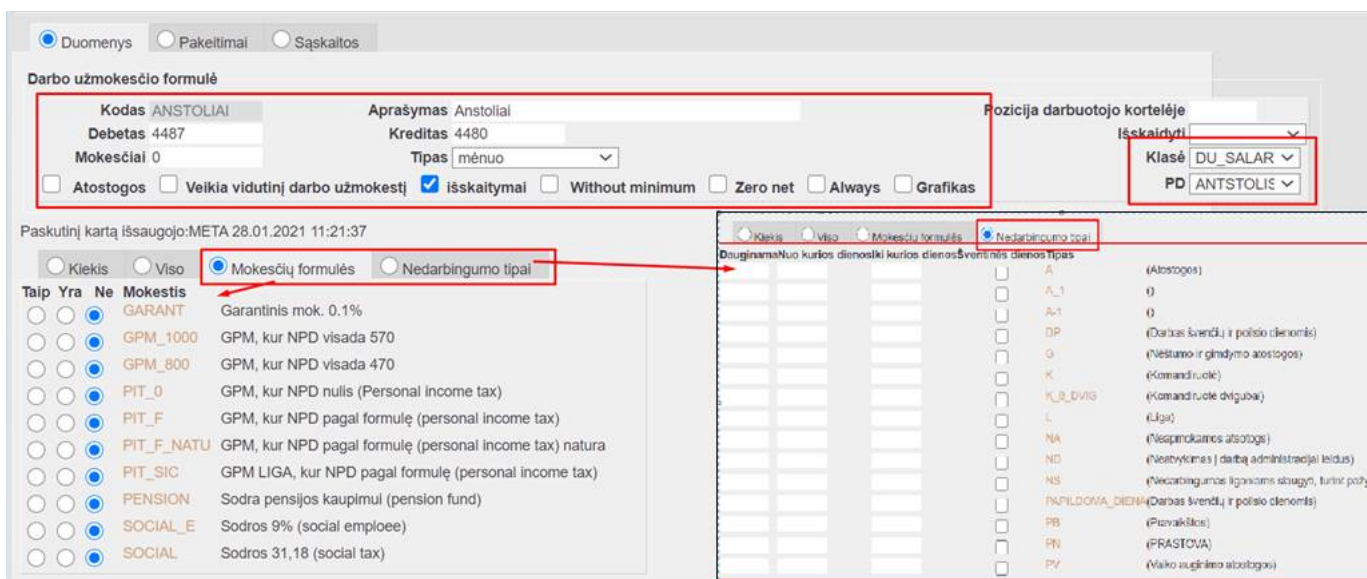 Duomenys Pakeitimai Sąskaitos
Darbo užmokesčio formulė
Kodas ANSTOLIAI Aprašymas Anstoliai Pozicija darbuotojo kortelėje
Debetas 4487 Kreditas 4480 Išskaidyti
Mokesčiai 0 Tipas mėnuo Klasė DU_SALAR
Atostogos Veikia vidutinį darbo užmokestį išskaitymai Without minimum Zero net Always Grafikas PD ANTSTOLIS
Paskutinį kartą išsaugojo:META 28.01.2021 11:21:37
Kiekis Viso Mokesčių formulės Nedarbingumo tipai
Taip Yra Ne Mokestis
GARANT Garantinis mok. 0.1%
GPM_1000 GPM, kur NPD visada 570
GPM_800 GPM, kur NPD visada 470
PIT_0 GPM, kur NPD nulis (Personal income tax)
PIT_F GPM, kur NPD pagal formulę (personal income tax)
PIT_F_NATU GPM, kur NPD pagal formulę (personal income tax) natura
PIT_SIC GPM LIGA, kur NPD pagal formulę (personal income tax)
PENSION Sodra pensijos kaupimui (pension fund)
SOCIAL_E Sodros 9% (social emploee)
SOCIAL Sodros 31,18 (social tax)
Kiekis Viso Mokesčių formulės Nedarbingumo tipai
Dauginama Nuo kurios dienos Iki kurios dienos Šventinės dienos Tipas
A (Atostogos)
A_1 ()
A-1 ()
DP (Darbas švenčių ir poilsio dienomis)
G (Nėštumo ir gimdymo atostogos)
K (Komandiruotė)
K_B_DVIG (Komandiruotė dvigubai)
L (Liga)
NA (Neapmokamos atsotogs)
ND (Neatvykimas į darbą administracijai leidus)
NS (Nedarbingumas ligoniams slaugyti, turint
PAPILDOVA_DIENA (Darbas švenčių ir poilsio dienomis)
PB
PN (PRASTOVA)
PV (Vaiko auginimo atostogos)